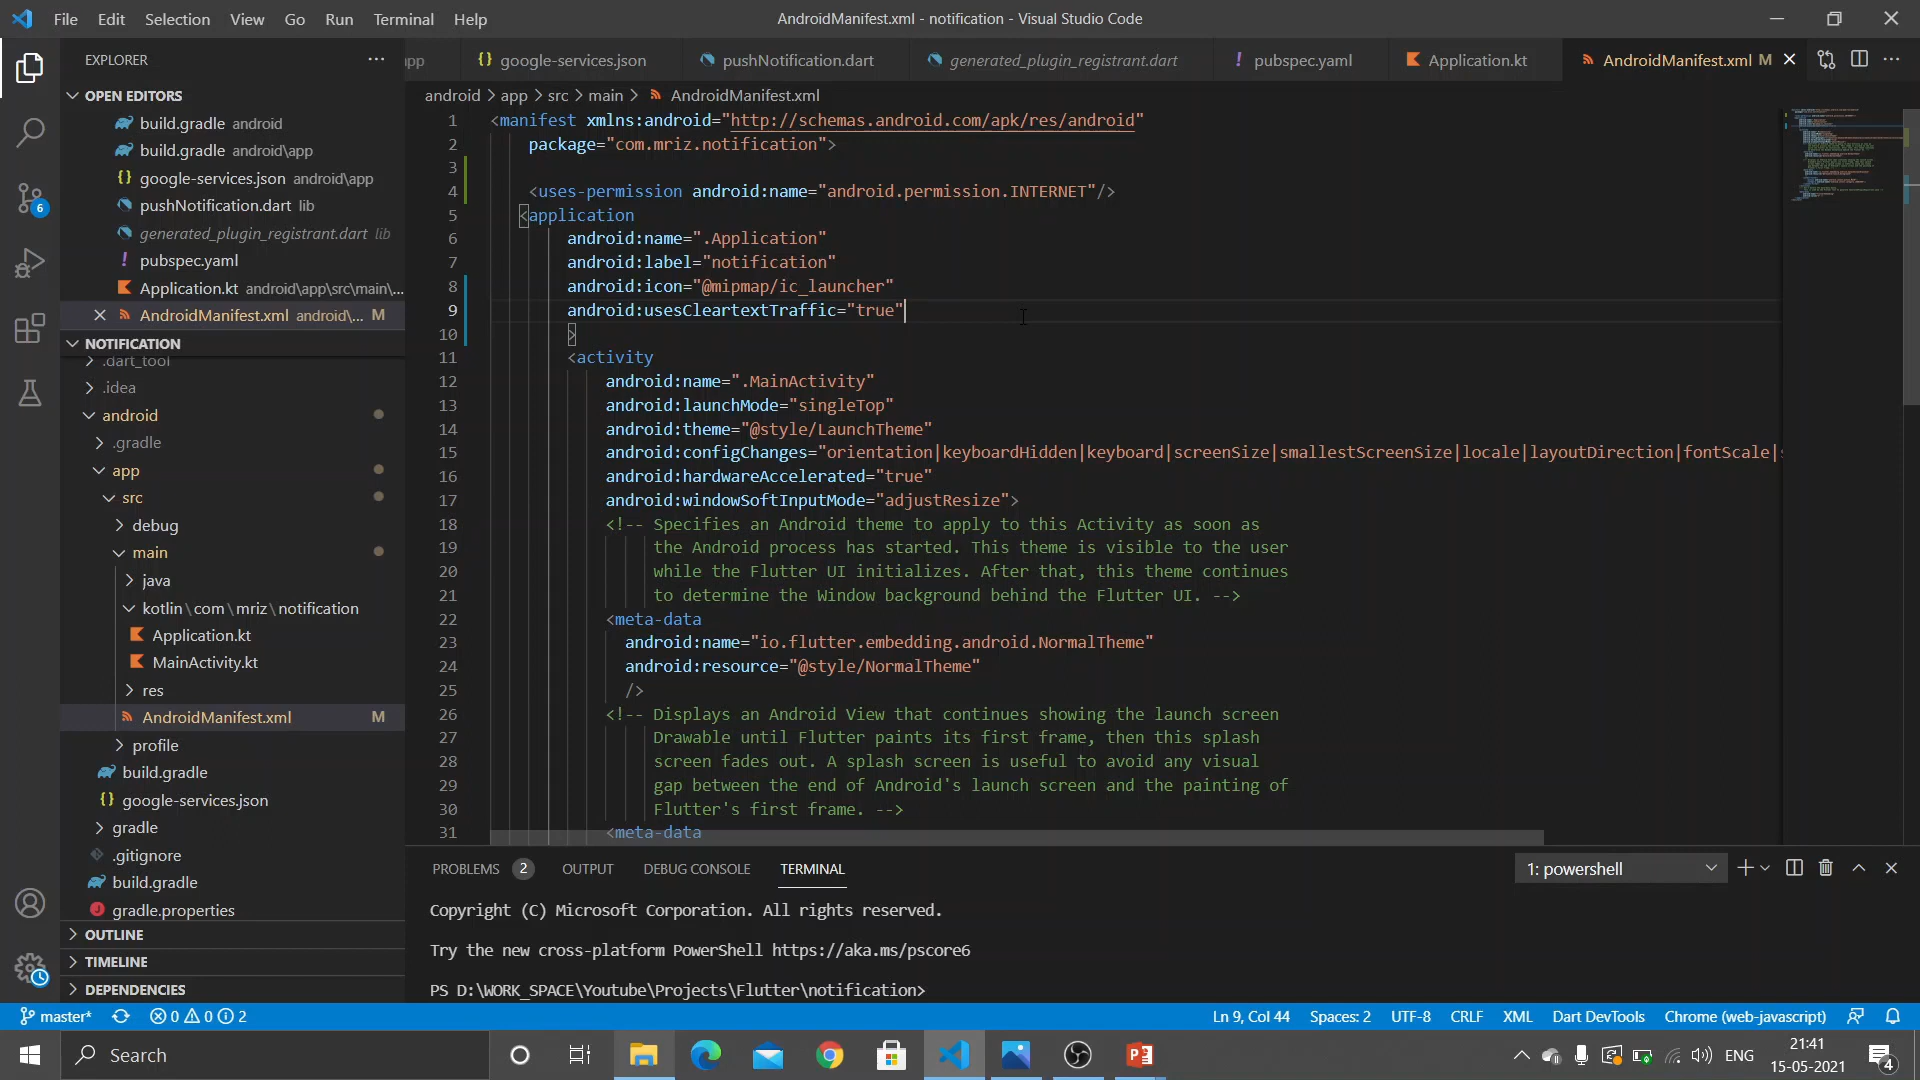 File Edit Selection View Go Run Terminal Help
AndroidManifest.xml - notification - Visual Studio Code
EXPLORER
OPEN EDITORS
build.gradle android
build.gradle android\app
google-services.json android\app
pushNotification.dart lib
generated_plugin_registrant.dart lib
pubspec.yaml
Application.kt android\app\src\main\...
AndroidManifest.xml android\... M
NOTIFICATION
.dart_tool
.idea
android
.gradle
app
src
debug
main
java
kotlin\com\mriz\notification
Application.kt
MainActivity.kt
res
AndroidManifest.xml M
profile
build.gradle
google-services.json
gradle
.gitignore
build.gradle
gradle.properties
OUTLINE
TIMELINE
DEPENDENCIES
6
app google-services.json pushNotification.dart generated_plugin_registrant.dart pubspec.yaml Application.kt AndroidManifest.xml M
android > app > src > main > AndroidManifest.xml
1 <manifest xmlns:android="http://schemas.android.com/apk/res/android"
2 package="com.mriz.notification">
3
4 <uses-permission android:name="android.permission.INTERNET"/>
5 <application
6 android:name=".Application"
7 android:label="notification"
8 android:icon="@mipmap/ic_launcher"
9 android:usesCleartextTraffic="true"
10 >
11 <activity
12 android:name=".MainActivity"
13 android:launchMode="singleTop"
14 android:theme="@style/LaunchTheme"
15 android:configChanges="orientation|keyboardHidden|keyboard|screenSize|smallestScreenSize|locale|layoutDirection|fontScale|
16 android:hardwareAccelerated="true"
17 android:windowSoftInputMode="adjustResize">
18 <!-- Specifies an Android theme to apply to this Activity as soon as
19 the Android process has started. This theme is visible to the user
20 while the Flutter UI initializes. After that, this theme continues
21 to determine the Window background behind the Flutter UI. -->
22 <meta-data
23 android:name="io.flutter.embedding.android.NormalTheme"
24 android:resource="@style/NormalTheme"
25 />
26 <!-- Displays an Android View that continues showing the launch screen
27 Drawable until Flutter paints its first frame, then this splash
28 screen fades out. A splash screen is useful to avoid any visual
29 gap between the end of Android's launch screen and the painting of
30 Flutter's first frame. -->
31 <meta-data
PROBLEMS 2 OUTPUT DEBUG CONSOLE TERMINAL 1: powershell
Copyright (C) Microsoft Corporation. All rights reserved.
Try the new cross-platform PowerShell https://aka.ms/pscore6
PS D:\WORK_SPACE\Youtube\Projects\Flutter\notification>
master* 0 0 2 Ln 9, Col 44 Spaces: 2 UTF-8 CRLF XML Dart DevTools Chrome (web-javascript)
Search ENG 21:41
15-05-2021 4